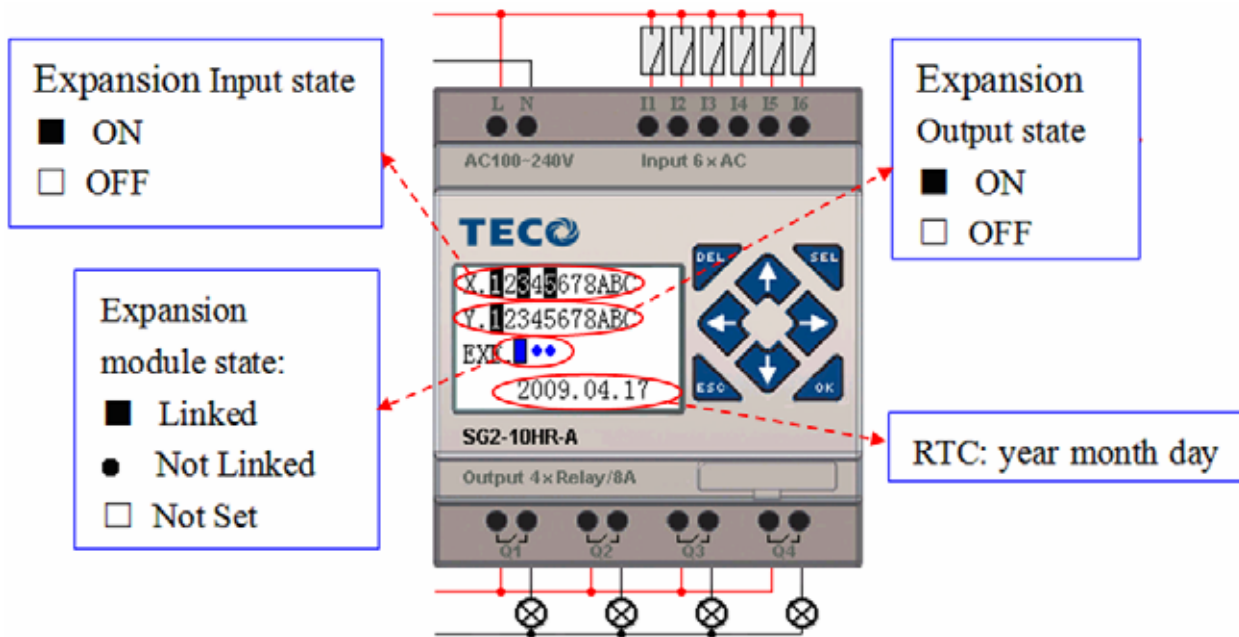 Expansion Input state
■ ON
□ OFF
Expansion
module state:
■ Linked
● Not Linked
□ Not Set
L N I1 I2 I3 I4 I5 I6
AC100~240V Input 6×AC
TECO
X.12345678ABC
Y.12345678ABC
EXE.
2009.04.17
DEL SEL
ESC OK
SG2-10HR-A
Output 4×Relay/8A
Q1 Q2 Q3 Q4
Expansion
Output state
■ ON
□ OFF
RTC: year month day